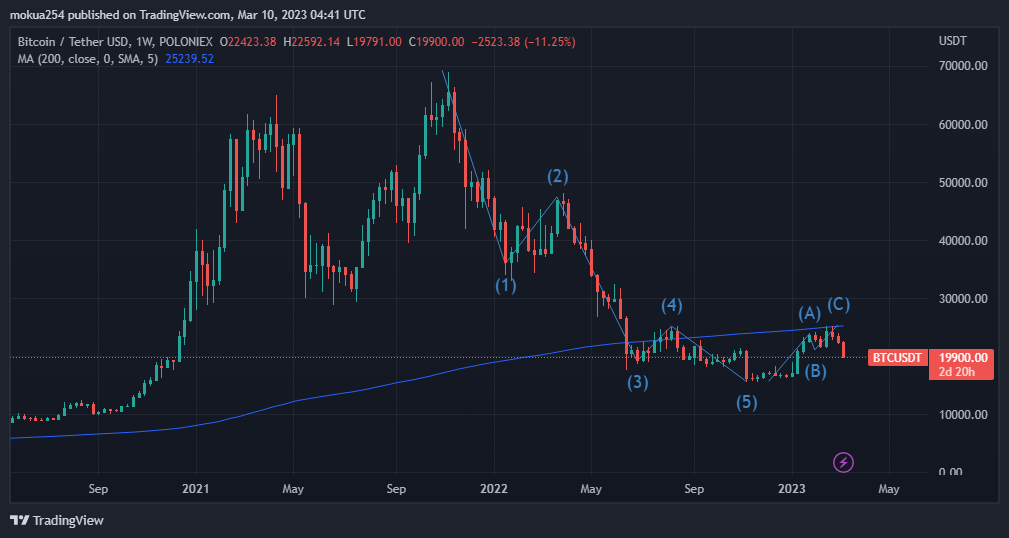 mokua254 published on TradingView.com, Mar 10, 2023 04:41 UTC
Bitcoin / Tether USD, 1W, POLONIEX O22423.38 H22592.14 L19791.00 C19900.00 −2523.38 (−11.25%)
MA (200, close, 0, SMA, 5) 25239.52
USDT
70000.00
60000.00
(2)
50000.00
40000.00
(1)
30000.00
(4)
(A)
(C)
BTCUSDT 19900.00
2d 20h
(3)
(B)
(5)
10000.00
0.00
Sep 2021 May Sep 2022 May Sep 2023 May
TradingView